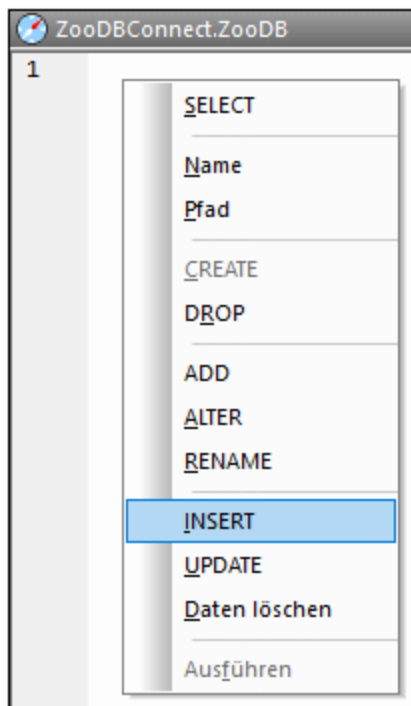 ZooDBConnect.ZooDB
1
SELECT
Name
Pfad
CREATE
DROP
ADD
ALTER
RENAME
INSERT
UPDATE
Daten löschen
Ausführen